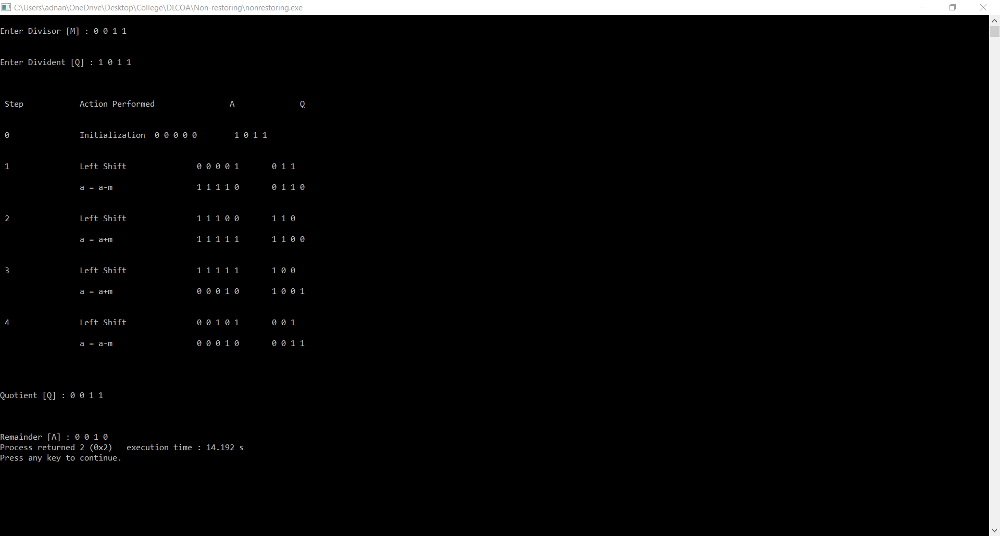 C:\Users\adnan\OneDrive\Desktop\College\DLCOA\Non-restoring\nonrestoring.exe
Enter Divisor [M] : 0 0 1 1
Enter Divident [Q] : 1 0 1 1
Step Action Performed A Q
0 Initialization 0 0 0 0 0 1 0 1 1
1 Left Shift 0 0 0 0 1 0 1 1
a = a-m 1 1 1 1 0 0 1 1 0
2 Left Shift 1 1 1 0 0 1 1 0
a = a+m 1 1 1 1 1 1 1 0 0
3 Left Shift 1 1 1 1 1 1 0 0
a = a+m 0 0 0 1 0 1 0 0 1
4 Left Shift 0 0 1 0 1 0 0 1
a = a-m 0 0 0 1 0 0 0 1 1
Quotient [Q] : 0 0 1 1
Remainder [A] : 0 0 1 0
Process returned 2 (0x2) execution time : 14.192 s
Press any key to continue.